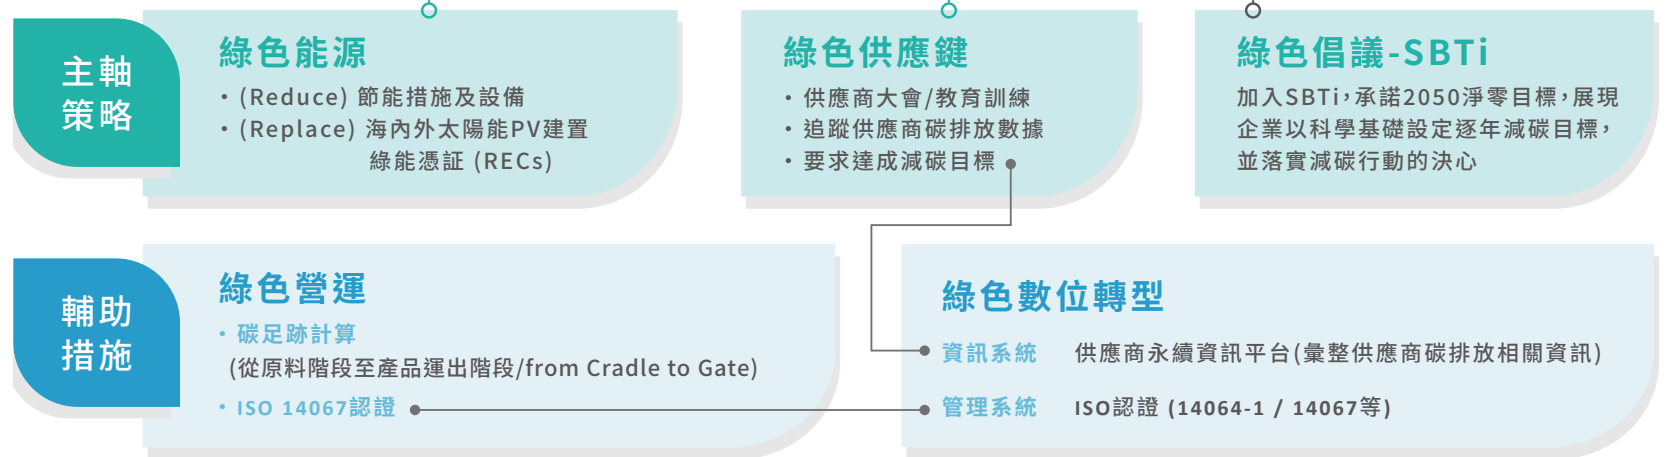 主軸
策略
綠色能源
・(Reduce) 節能措施及設備
・(Replace) 海內外太陽能PV建置
綠能憑証 (RECs)
綠色供應鍵
・供應商大會/教育訓練
・追蹤供應商碳排放數據
・要求達成減碳目標
綠色倡議-SBTi
加入SBTi,承諾2050淨零目標,展現
企業以科學基礎設定逐年減碳目標,
並落實減碳行動的決心
輔助
措施
綠色營運
・碳足跡計算
(從原料階段至產品運出階段/from Cradle to Gate)
・ISO 14067認證
綠色數位轉型
資訊系統 供應商永續資訊平台(彙整供應商碳排放相關資訊)
管理系統 ISO認證 (14064-1 / 14067等)